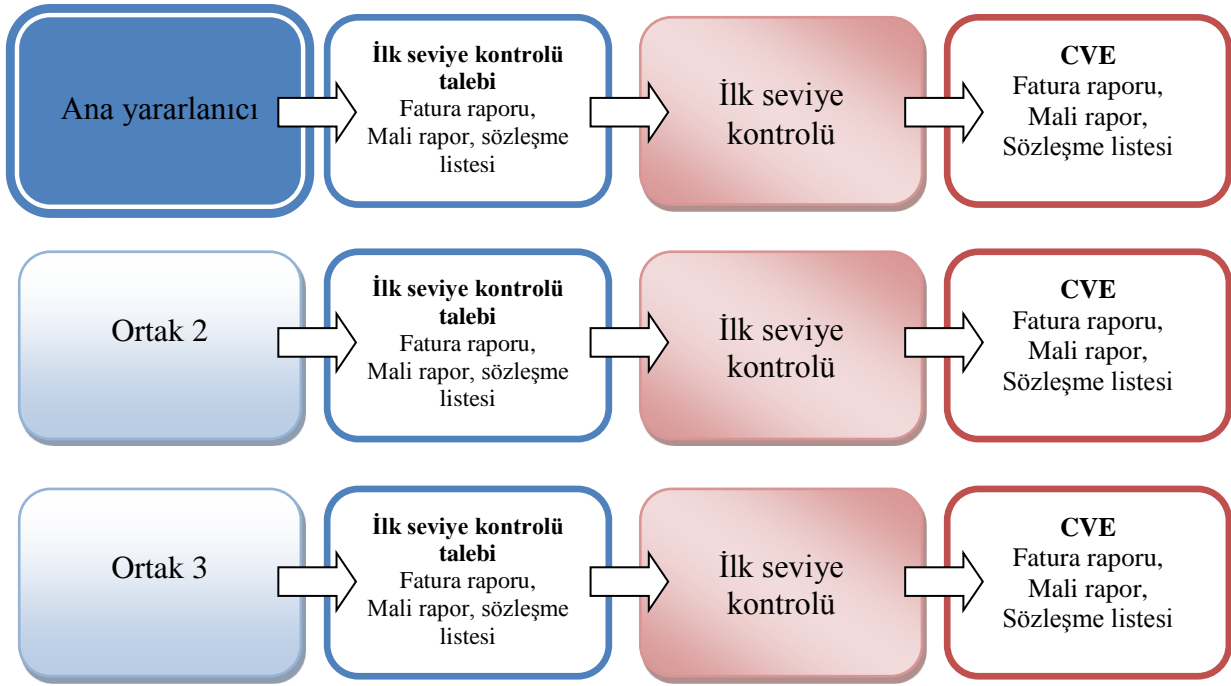 Ana yararlanıcı
İlk seviye kontrolü
talebi
Fatura raporu,
Mali rapor, sözleşme
listesi
İlk seviye
kontrolü
CVE
Fatura raporu,
Mali rapor,
Sözleşme listesi
Ortak 2
İlk seviye kontrolü
talebi
Fatura raporu,
Mali rapor, sözleşme
listesi
İlk seviye
kontrolü
CVE
Fatura raporu,
Mali rapor,
Sözleşme listesi
Ortak 3
İlk seviye kontrolü
talebi
Fatura raporu,
Mali rapor, sözleşme
listesi
İlk seviye
kontrolü
CVE
Fatura raporu,
Mali rapor,
Sözleşme listesi